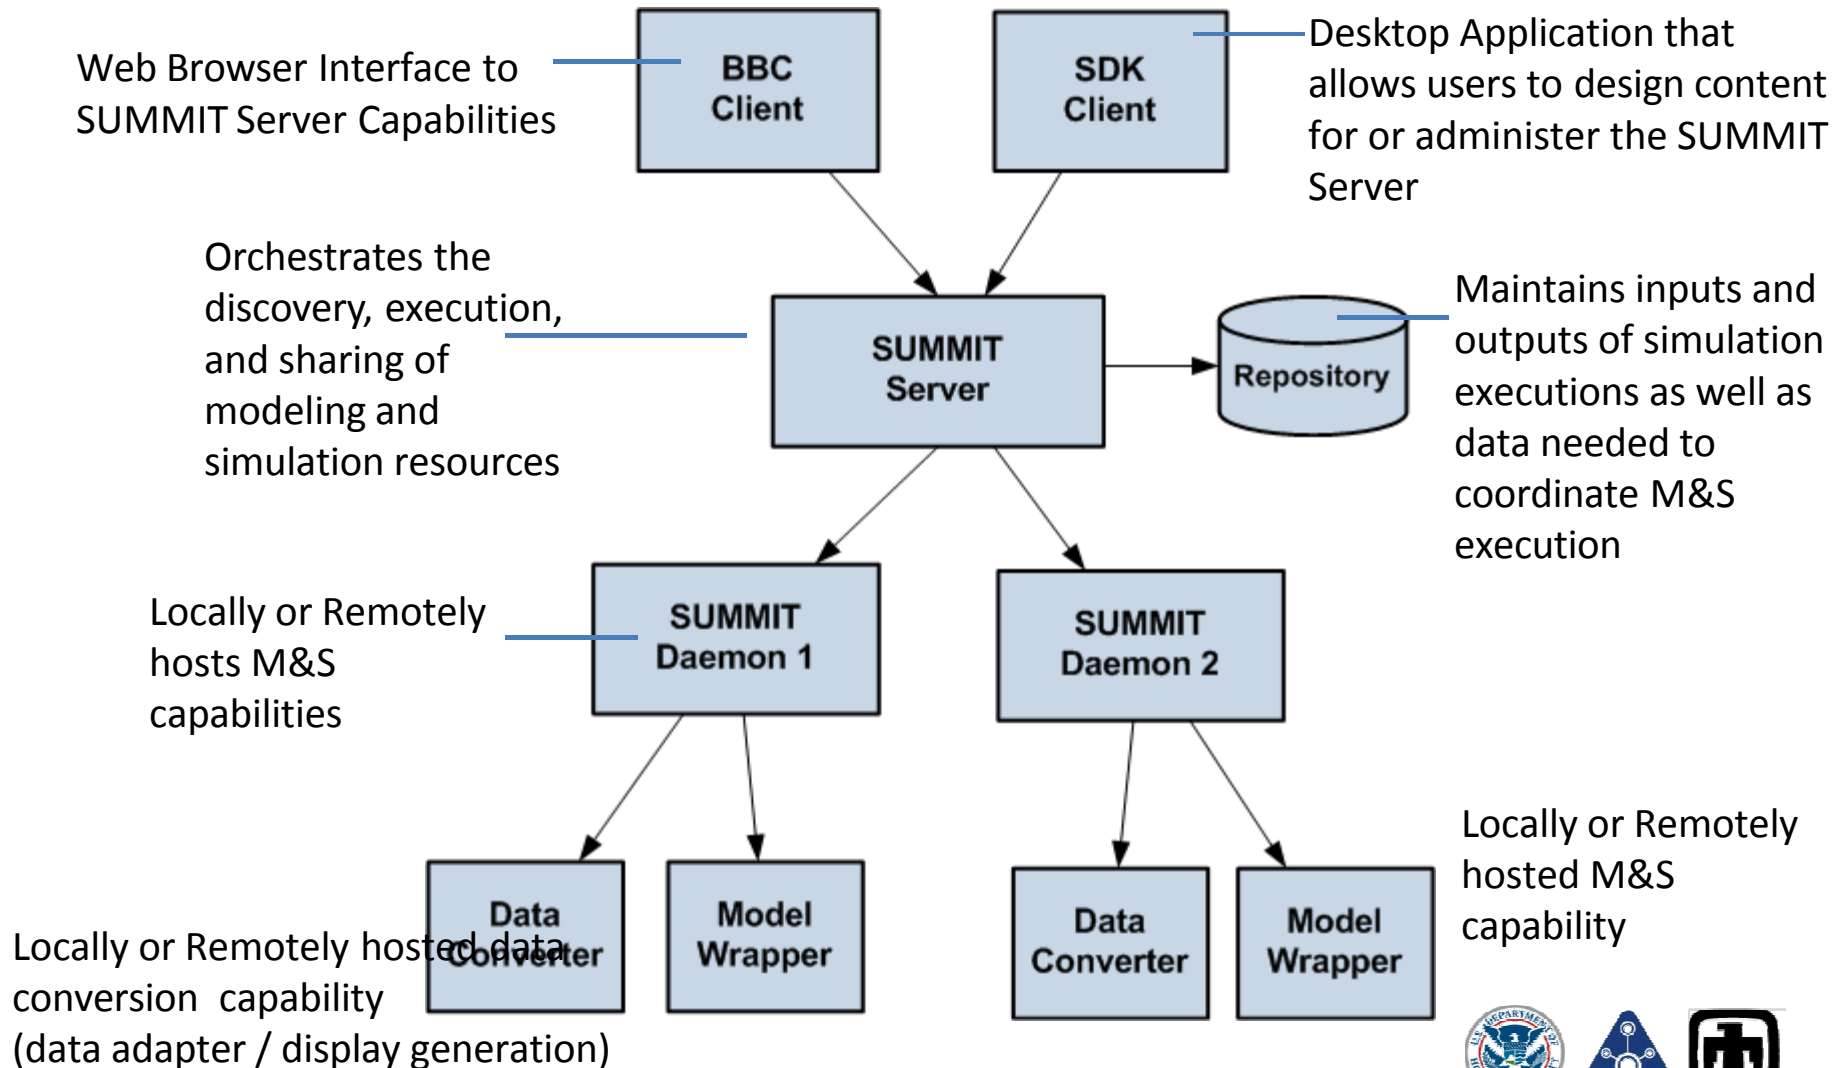 Web Browser Interface to
SUMMIT Server Capabilities
BBC
Client
SDK
Client
Desktop Application that
allows users to design content
for or administer the SUMMIT
Server
Orchestrates the
discovery, execution,
and sharing of
modeling and
simulation resources
SUMMIT
Server
Repository
Maintains inputs and
outputs of simulation
executions as well as
data needed to
coordinate M&S
execution
Locally or Remotely
hosts M&S
capabilities
SUMMIT
Daemon 1
SUMMIT
Daemon 2
Data
Converter
Model
Wrapper
Data
Converter
Model
Wrapper
Locally or Remotely
hosted M&S
capability
Locally or Remotely hosted data
conversion  capability
(data adapter / display generation)
U.S. DEPARTMENT OF